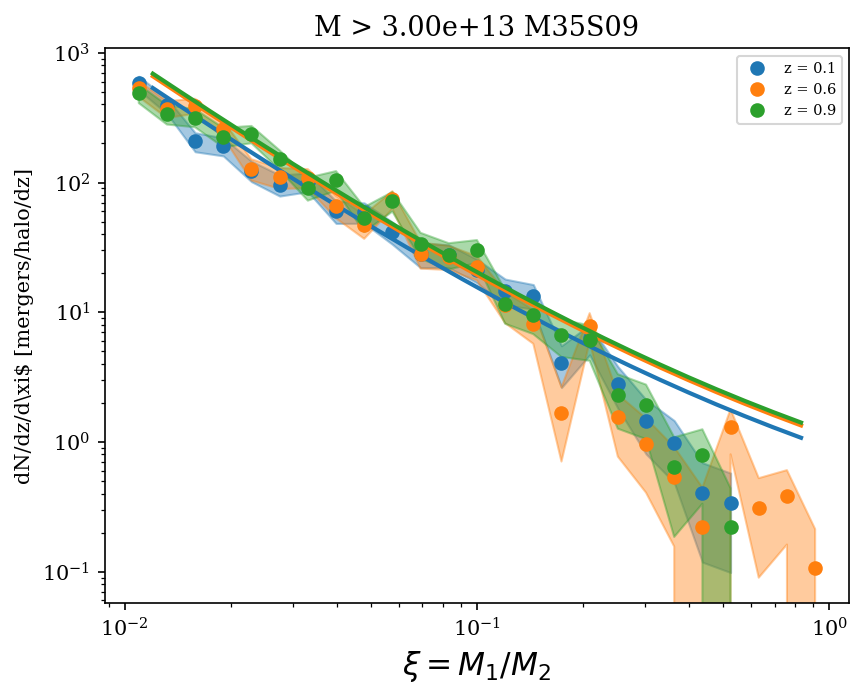 M > 3.00e+13 M35S09
z = 0.1
z = 0.6
z = 0.9
dN/dz/d\xi$ [mergers/halo/dz]
10³
10²
10¹
10⁰
10⁻¹
10⁻² 10⁻¹ 10⁰
ξ = M₁/M₂